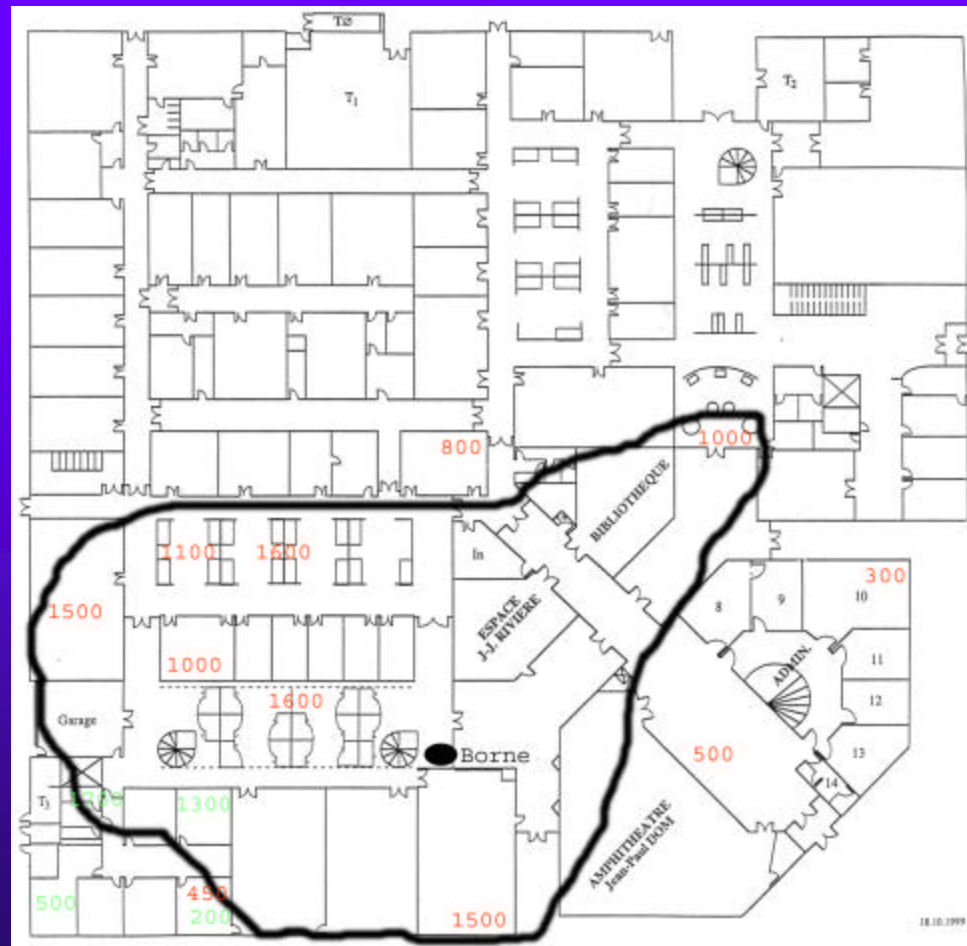 TØ
T1
T2
800
1000
BIBLIOTHEQUE
1100
1600
In
300
8
9
10
1500
ESPACE
J-J. RIVIERE
11
1000
ADMIN.
12
1600
Garage
13
500
Borne
14
T3
1300
AMPHITHEATRE
Jean-Paul DOM
500
450
200
1500
18.10.1999